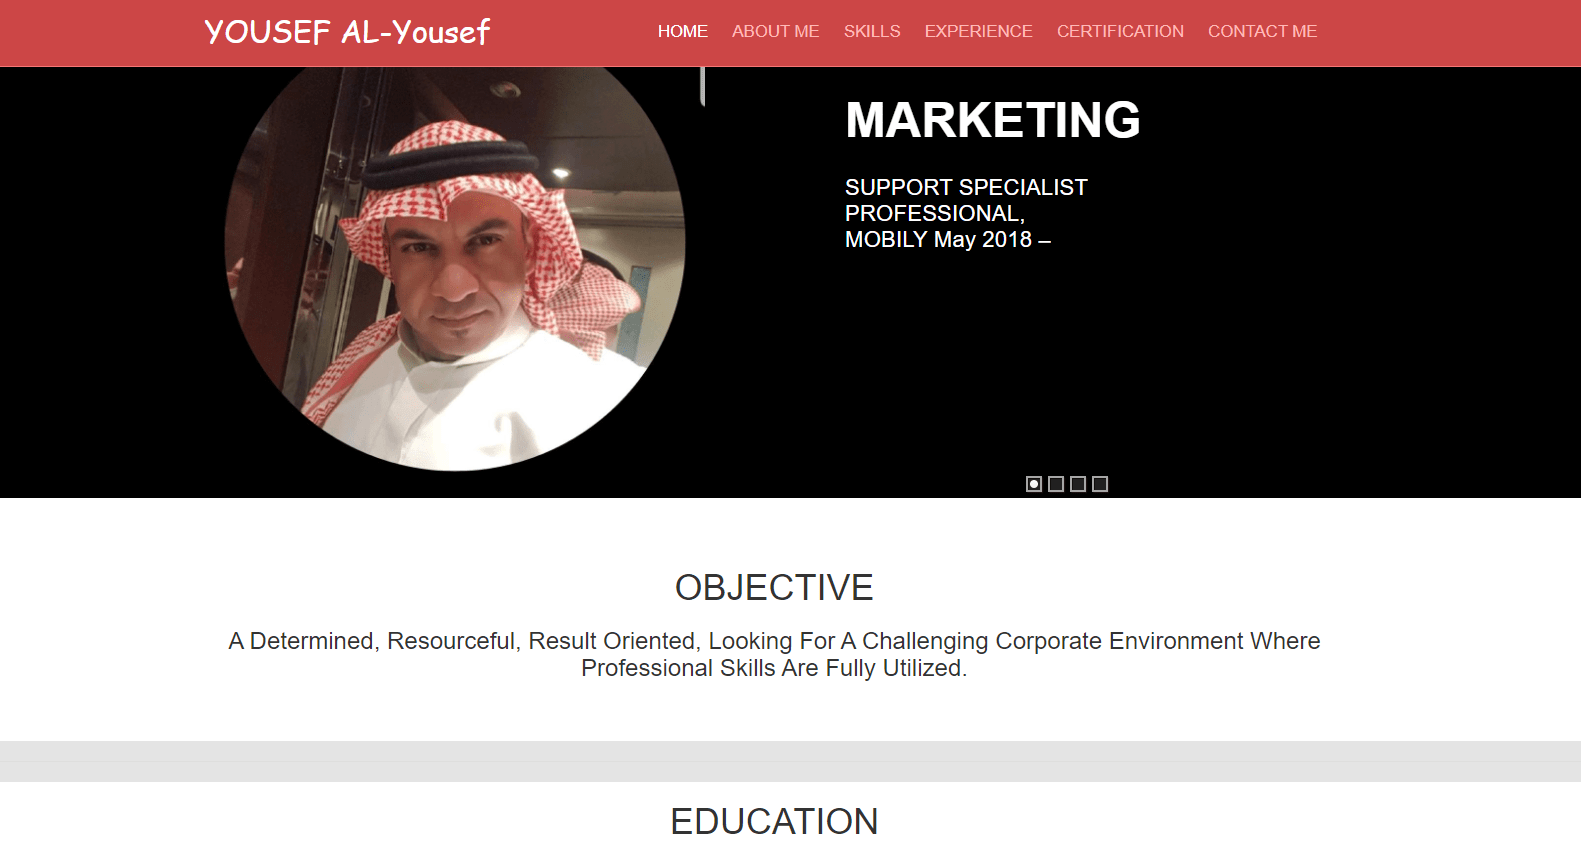 YOUSEF AL-Yousef
HOME ABOUT ME SKILLS EXPERIENCE CERTIFICATION CONTACT ME
MARKETING
SUPPORT SPECIALIST
PROFESSIONAL,
MOBILY May 2018 –
OBJECTIVE
A Determined, Resourceful, Result Oriented, Looking For A Challenging Corporate Environment Where
Professional Skills Are Fully Utilized.
EDUCATION